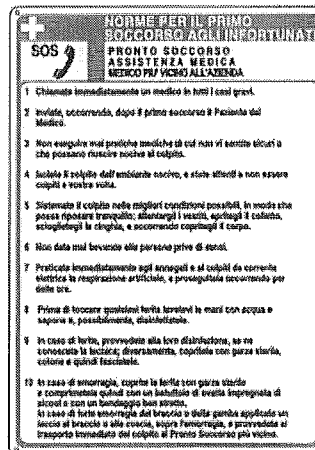 NORME PER IL PRIMO
SOCCORSO AGLI INFORTUNATI
SOS
PRONTO SOCCORSO
ASSISTENZA MEDICA
MEDICO PIU' VICINO ALL'AZIENDA
1 Chiamate immediatamente un medico in tutti i casi gravi.
2 Inviate, occorrendo, dopo il primo soccorso il Paziente dal
Medico.
3 Non eseguite mai pratiche mediche di cui non vi sentite sicuri o
che possano riuscire nocive al colpito.
4 Isolate il colpito dall'ambiente nocivo, e state attenti a non essere
colpiti a vostra volta.
5 Sistemate il colpito nelle migliori condizioni possibili, in modo che
possa riposare tranquillo; allentategli i vestiti, apritegli il colletto,
scioglietegli la cinghia, e occorrendo copritegli il corpo.
6 Non date mai bevande alle persone prive di sensi.
7 Praticate immediatamente agli annegati e ai colpiti da corrente
elettrica la respirazione artificiale, e proseguitela occorrendo per
delle ore.
8 Prima di toccare qualsiasi ferita lavatevi le mani con acqua e
sapone e, possibilmente, disinfettatele.
9 In caso di ferite, provvedete alla loro disinfezione, se ne
conoscete la tecnica; diversamente, copritele con garza sterile,
cotone e quindi fasciatele.
10 In caso di emorragia, coprite la ferita con garza sterile
e comprimetela quindi con un batuffolo di ovatta impregnata di
alcool e con un bendaggio ben stretto.
In caso di forte emorragia del braccio o della gamba applicate un
laccio al braccio o alla coscia, sopra l'emorragia, e provvedete al
trasporto immediato del colpito al Pronto Soccorso più vicino.